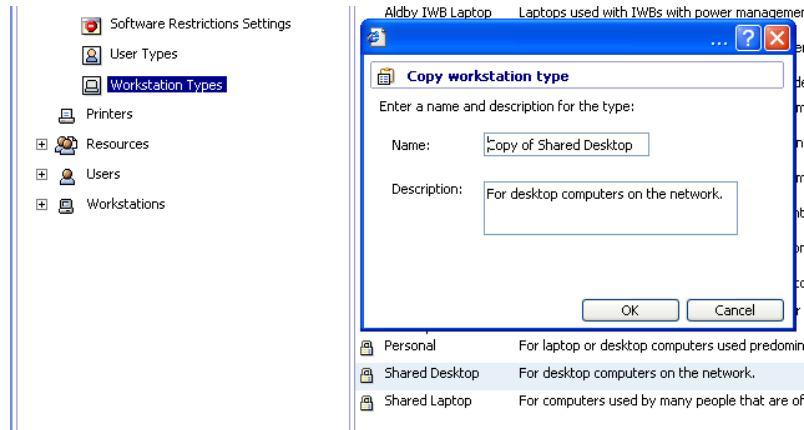 Software Restrictions Settings
User Types
Workstation Types
Printers
Resources
Users
Workstations
Aldby IWB Laptop Laptops used with IWBs with power managemen
...
?
Copy workstation type
Enter a name and description for the type:
Name: Copy of Shared Desktop
Description: For desktop computers on the network.
OK Cancel
Personal For laptop or desktop computers used predomin
Shared Desktop For desktop computers on the network.
Shared Laptop For computers used by many people that are of